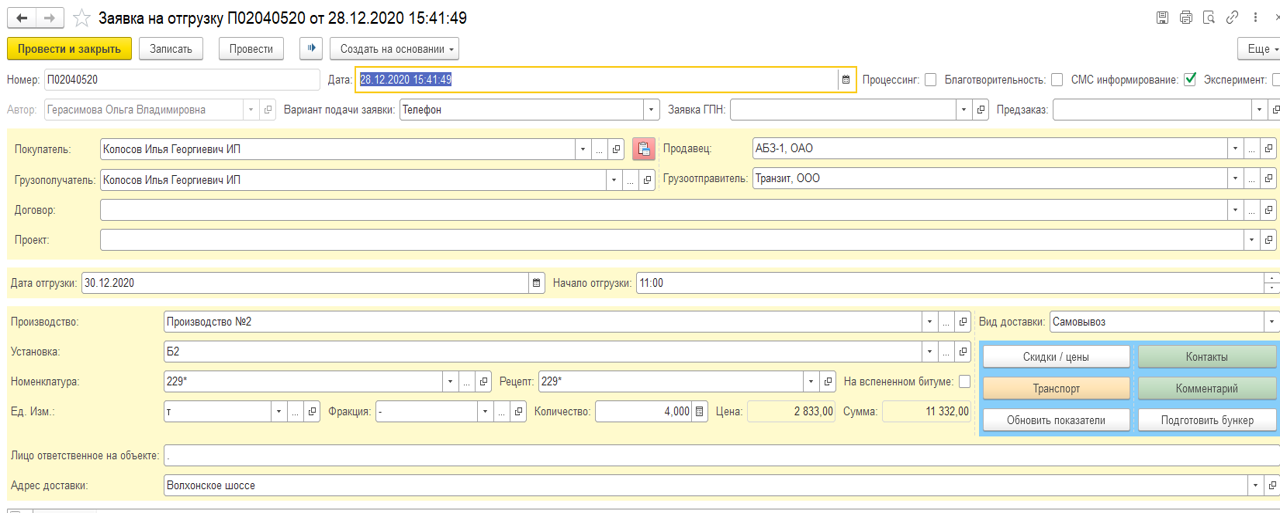 Заявка на отгрузку П02040520 от 28.12.2020 15:41:49
Провести и закрыть Записать Провести Создать на основании Еще
Номер: П02040520 Дата: 28.12.2020 15:41:49 Процессинг: Благотворительность: СМС информирование: Эксперимент:
Автор: Герасимова Ольга Владимировна Вариант подачи заявки: Телефон Заявка ГПН: Предзаказ:
Покупатель: Колосов Илья Георгиевич ИП Продавец: АБЗ-1, ОАО
Грузополучатель: Колосов Илья Георгиевич ИП Грузоотправитель: Транзит, ООО
Договор:
Проект:
Дата отгрузки: 30.12.2020 Начало отгрузки: 11:00
Производство: Производство №2 Вид доставки: Самовывоз
Установка: Б2 Скидки / цены Контакты
Номенклатура: 229* Рецепт: 229* На вспененном битуме: Транспорт Комментарий
Ед. Изм.: т Фракция: - Количество: 4,000 Цена: 2 833,00 Сумма: 11 332,00 Обновить показатели Подготовить бункер
Лицо ответственное на объекте: .
Адрес доставки: Волхонское шоссе